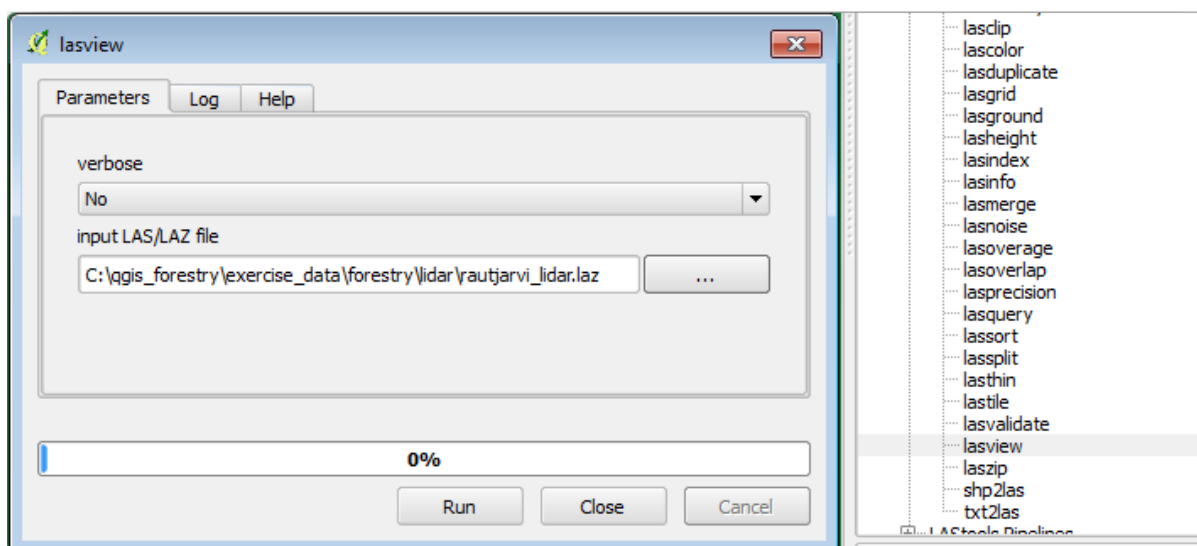 lasview
Parameters
Log
Help
verbose
No
input LAS/LAZ file
C:\qgis_forestry\exercise_data\forestry\lidar\rautjarvi_lidar.laz
...
0%
Run
Close
Cancel
lasclip
lascolor
lasduplicate
lasgrid
lasground
lasheight
lasindex
lasinfo
lasmerge
lasnoise
lasoverage
lasoverlap
lasprecision
lasquery
lassort
lassplit
lasthin
lastile
lasvalidate
lasview
laszip
shp2las
txt2las
LAStools Pipelines